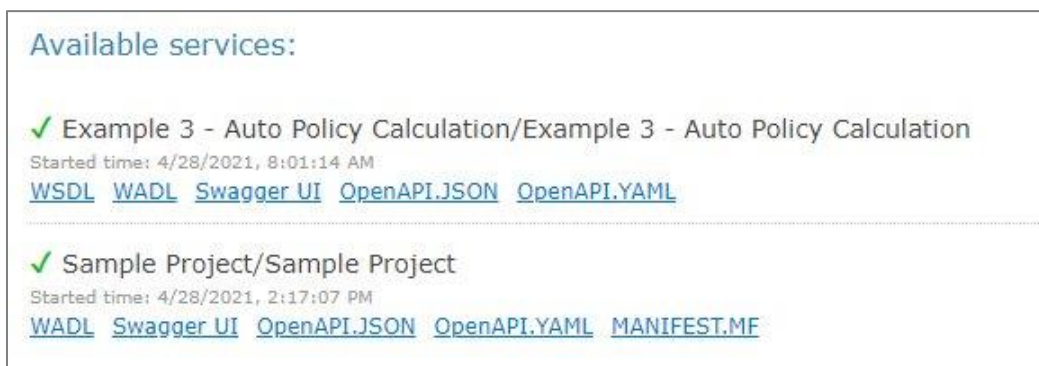 Available services:
Example 3 - Auto Policy Calculation/Example 3 - Auto Policy Calculation
Started time: 4/28/2021, 8:01:14 AM
WSDL WADL Swagger UI OpenAPI.JSON OpenAPI.YAML
Sample Project/Sample Project
Started time: 4/28/2021, 2:17:07 PM
WADL Swagger UI OpenAPI.JSON OpenAPI.YAML MANIFEST.MF